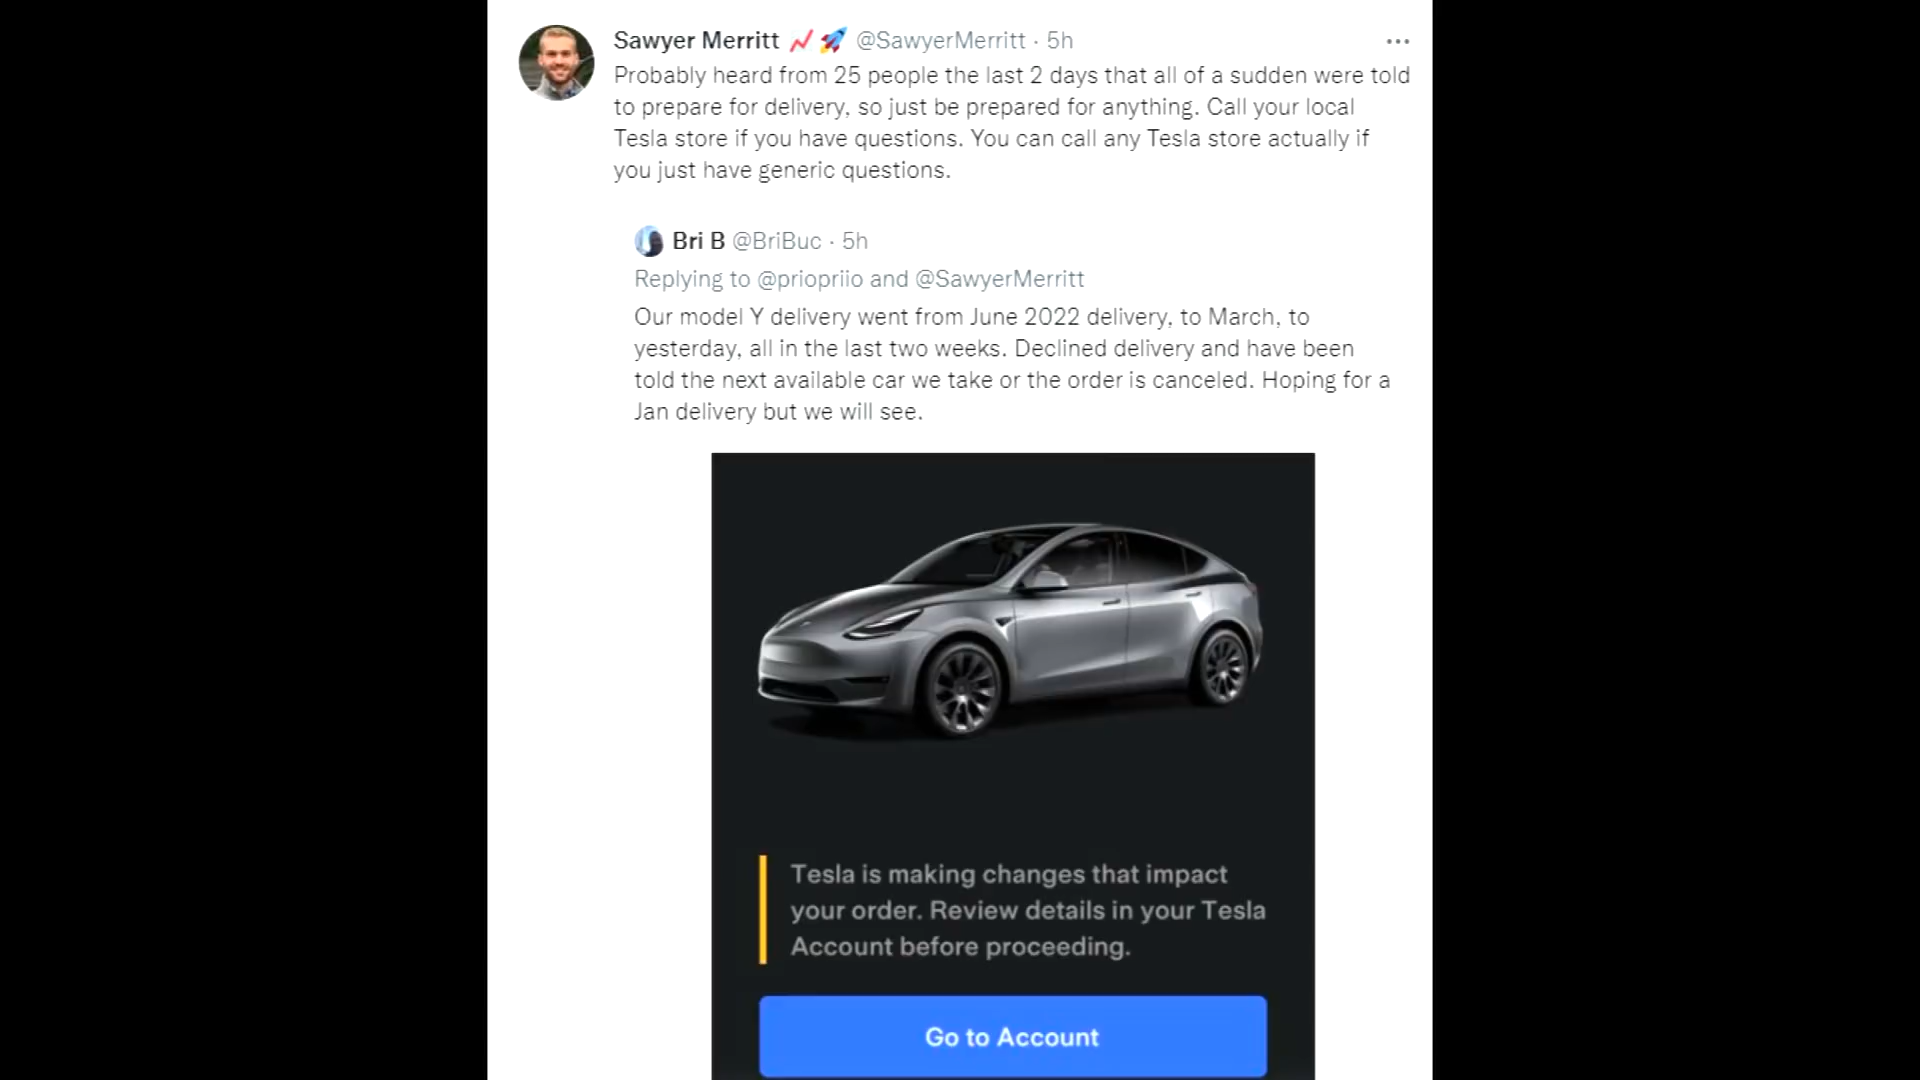 Sawyer Merritt 📈🚀 @SawyerMerritt · 5h
Probably heard from 25 people the last 2 days that all of a sudden were told
to prepare for delivery, so just be prepared for anything. Call your local
Tesla store if you have questions. You can call any Tesla store actually if
you just have generic questions.
Bri B @BriBuc · 5h
Replying to @priopriio and @SawyerMerritt
Our model Y delivery went from June 2022 delivery, to March, to
yesterday, all in the last two weeks. Declined delivery and have been
told the next available car we take or the order is canceled. Hoping for a
Jan delivery but we will see.
Tesla is making changes that impact
your order. Review details in your Tesla
Account before proceeding.
Go to Account